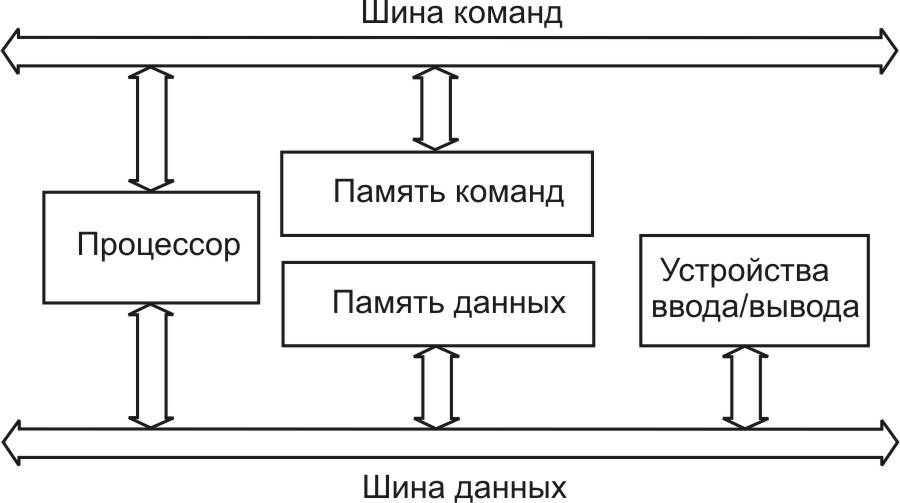 Шина команд
Память команд
Процессор
Память данных
Устройства
ввода/вывода
Шина данных